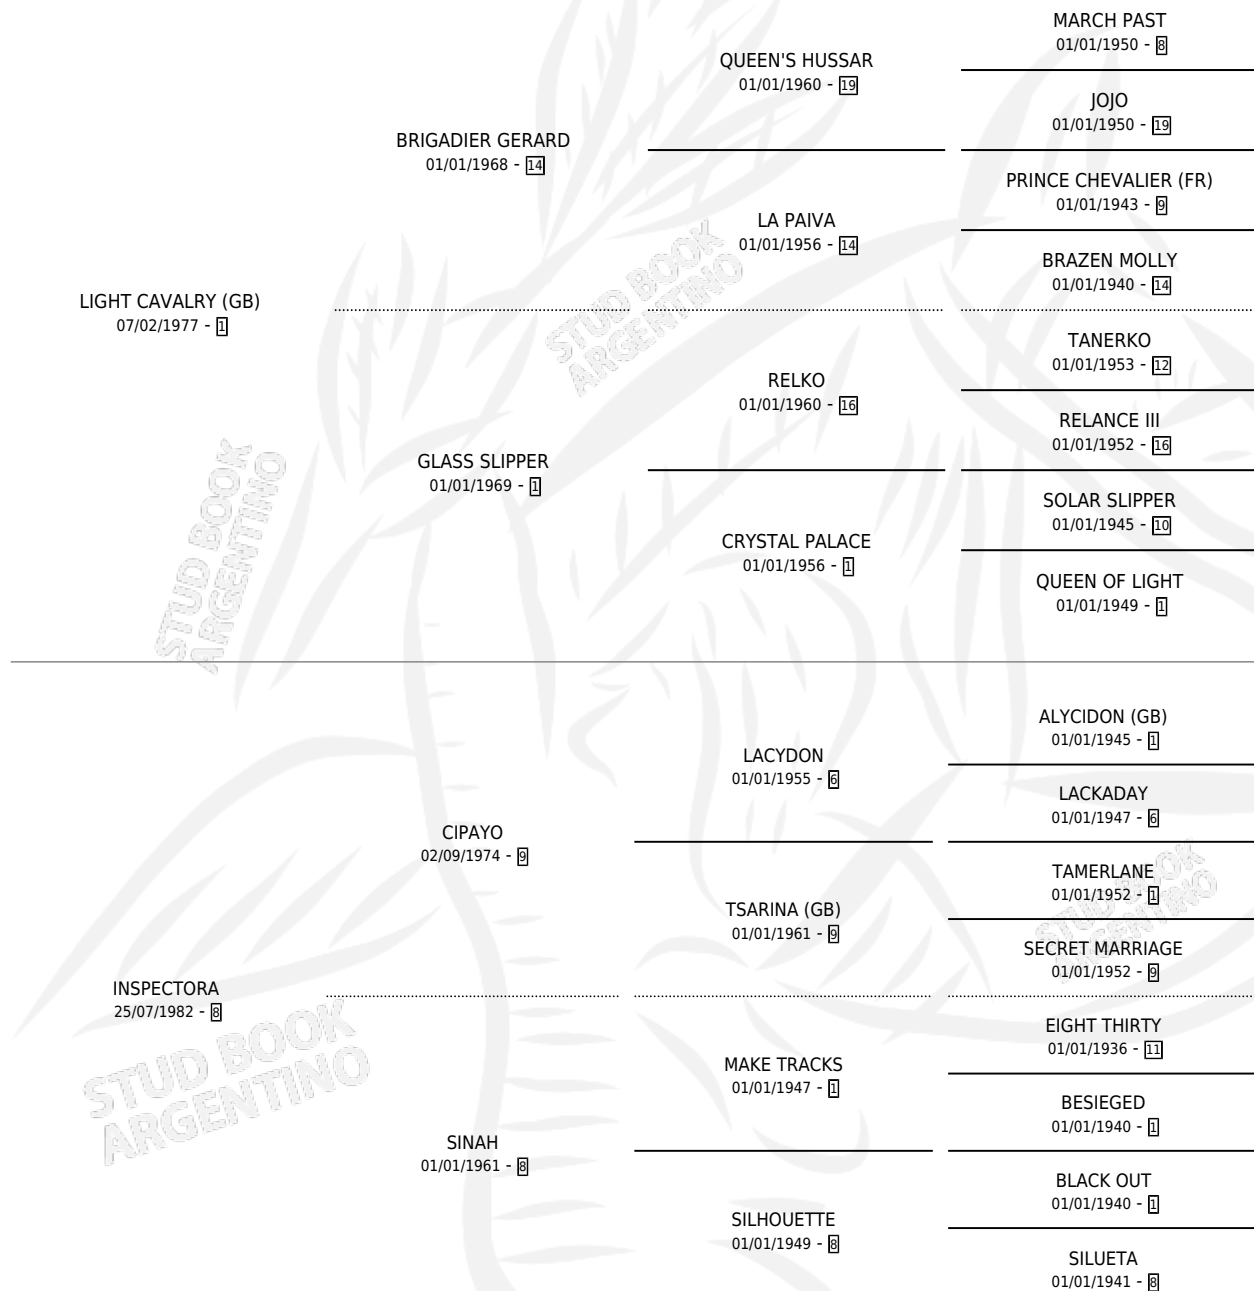 MARCH PAST
01/01/1950 - 8
QUEEN'S HUSSAR
01/01/1960 - 19
JOJO
01/01/1950 - 19
BRIGADIER GERARD
01/01/1968 - 14
PRINCE CHEVALIER (FR)
01/01/1943 - 9
LA PAIVA
01/01/1956 - 14
BRAZEN MOLLY
01/01/1940 - 14
LIGHT CAVALRY (GB)
07/02/1977 - 1
TANERKO
01/01/1953 - 12
RELKO
01/01/1960 - 16
RELANCE III
01/01/1952 - 16
GLASS SLIPPER
01/01/1969 - 1
SOLAR SLIPPER
01/01/1945 - 10
CRYSTAL PALACE
01/01/1956 - 1
QUEEN OF LIGHT
01/01/1949 - 1
ALYCIDON (GB)
01/01/1945 - 1
LACYDON
01/01/1955 - 6
LACKADAY
01/01/1947 - 6
CIPAYO
02/09/1974 - 9
TAMERLANE
01/01/1952 - 1
TSARINA (GB)
01/01/1961 - 9
SECRET MARRIAGE
01/01/1952 - 9
INSPECTORA
25/07/1982 - 8
EIGHT THIRTY
01/01/1936 - 11
MAKE TRACKS
01/01/1947 - 1
BESIEGED
01/01/1940 - 1
SINAH
01/01/1961 - 8
BLACK OUT
01/01/1940 - 1
SILHOUETTE
01/01/1949 - 8
SILUETA
01/01/1941 - 8
STUD BOOK
ARGENTINO
STUD BOOK
ARGENTINO
STUD BOOK
ARGENTINO
STUD BOOK
ARGENTINO